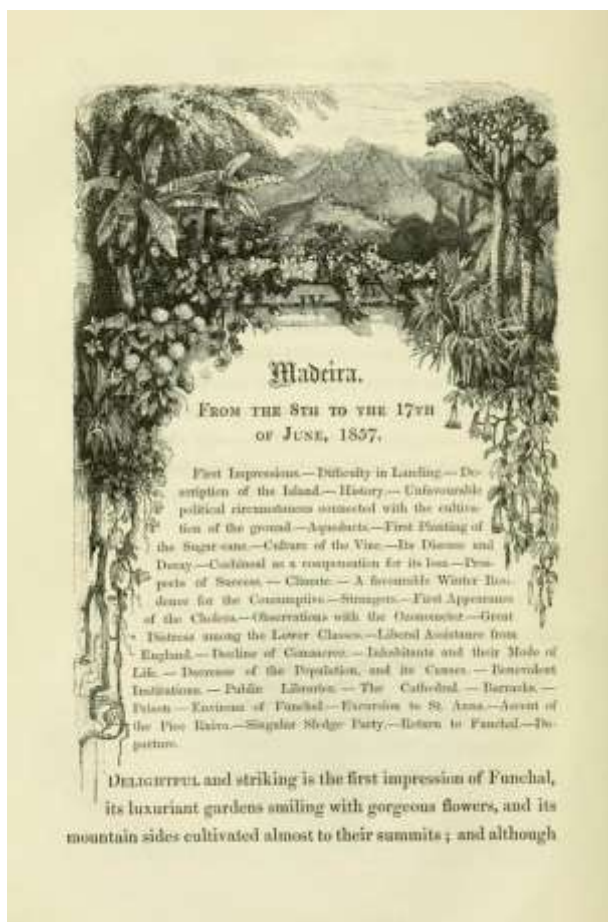 IV
Madeira.
From the 8th to the 17th
of June, 1857.
First Impressions.—Difficulty in Landing.—De-
scription of the Island.—History.—Unfavourable
political circumstances connected with the cultiva-
tion of the ground.—Aqueducts.—First Planting of
the Sugar-cane.—Culture of the Vine.—Its Disease and
Decay.—Cochineal as a compensation for its loss.—Pros-
pects of Success.—Climate.—A favourable Winter Resi-
dence for the Consumptive.—Strangers.—First Appearance
of the Cholera.—Observations with the Ozonometer.—Great
Distress among the Lower Classes.—Liberal Assistance from
England.—Decline of Commerce.—Inhabitants and their Mode of
Life.—Decrease of the Population, and its Causes.—Benevolent
Institutions.—Public Libraries.—The Cathedral.—Barracks.—
Prison.—Environs of Funchal.—Excursion to St. Anna.—Ascent of
the Pico Ruivo.—Singular Sledge Party.—Return to Funchal.—De-
parture.
Delightful and striking is the first impression of Funchal,
its luxuriant gardens smiling with gorgeous flowers, and its
mountain sides cultivated almost to their summits; and although